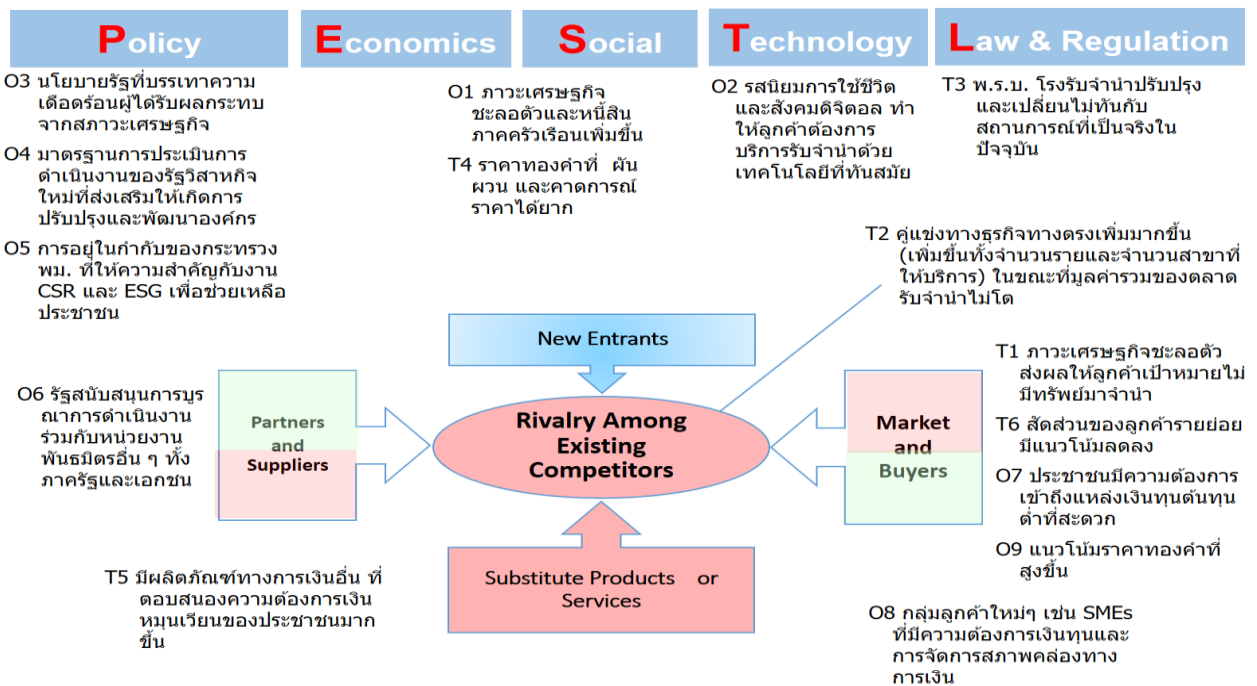 Policy
Economics
Social
Technology
Law & Regulation
O3 นโยบายรัฐที่บรรเทาความ
เดือดร้อนผู้ได้รับผลกระทบ
จากสภาวะเศรษฐกิจ
O4 มาตรฐานการประเมินการ
ดำเนินงานของรัฐวิสาหกิจ
ใหม่ที่ส่งเสริมให้เกิดการ
ปรับปรุงและพัฒนาองค์กร
O5 การอยู่ในกำกับของกระทรวง
พม. ที่ให้ความสำคัญกับงาน
CSR และ ESG เพื่อช่วยเหลือ
ประชาชน
O1 ภาวะเศรษฐกิจ
ชะลอตัวและหนี้สิน
ภาคครัวเรือนเพิ่มขึ้น
T4 ราคาทองคำที่ ผัน
ผวน และคาดการณ์
ราคาได้ยาก
O2 รสนิยมการใช้ชีวิต
และสังคมดิจิตอล ทำ
ให้ลูกค้าต้องการ
บริการรับจำนำด้วย
เทคโนโลยีที่ทันสมัย
T3 พ.ร.บ. โรงรับจำนำปรับปรุง
และเปลี่ยนไม่ทันกับ
สถานการณ์ที่เป็นจริงใน
ปัจจุบัน
T2 คู่แข่งทางธุรกิจทางตรงเพิ่มมากขึ้น
(เพิ่มขึ้นทั้งจำนวนรายและจำนวนสาขาที่
ให้บริการ) ในขณะที่มูลค่ารวมของตลาด
รับจำนำไม่โต
New Entrants
O6 รัฐสนับสนุนการบูร
ณาการดำเนินงาน
ร่วมกับหน่วยงาน
พันธมิตรอื่น ๆ ทั้ง
ภาครัฐและเอกชน
Partners
and
Suppliers
Rivalry Among
Existing
Competitors
Market
and
Buyers
T1 ภาวะเศรษฐกิจชะลอตัว
ส่งผลให้ลูกค้าเป้าหมายไม่
มีทรัพย์มาจำนำ
T6 สัดส่วนของลูกค้ารายย่อย
มีแนวโน้มลดลง
O7 ประชาชนมีความต้องการ
เข้าถึงแหล่งเงินทุนต้นทุน
ต่ำที่สะดวก
O9 แนวโน้มราคาทองคำที่
สูงขึ้น
T5 มีผลิตภัณฑ์ทางการเงินอื่น ที่
ตอบสนองความต้องการเงิน
หมุนเวียนของประชาชนมาก
ขึ้น
Substitute Products or
Services
O8 กลุ่มลูกค้าใหม่ๆ เช่น SMEs
ที่มีความต้องการเงินทุนและ
การจัดการสภาพคล่องทาง
การเงิน